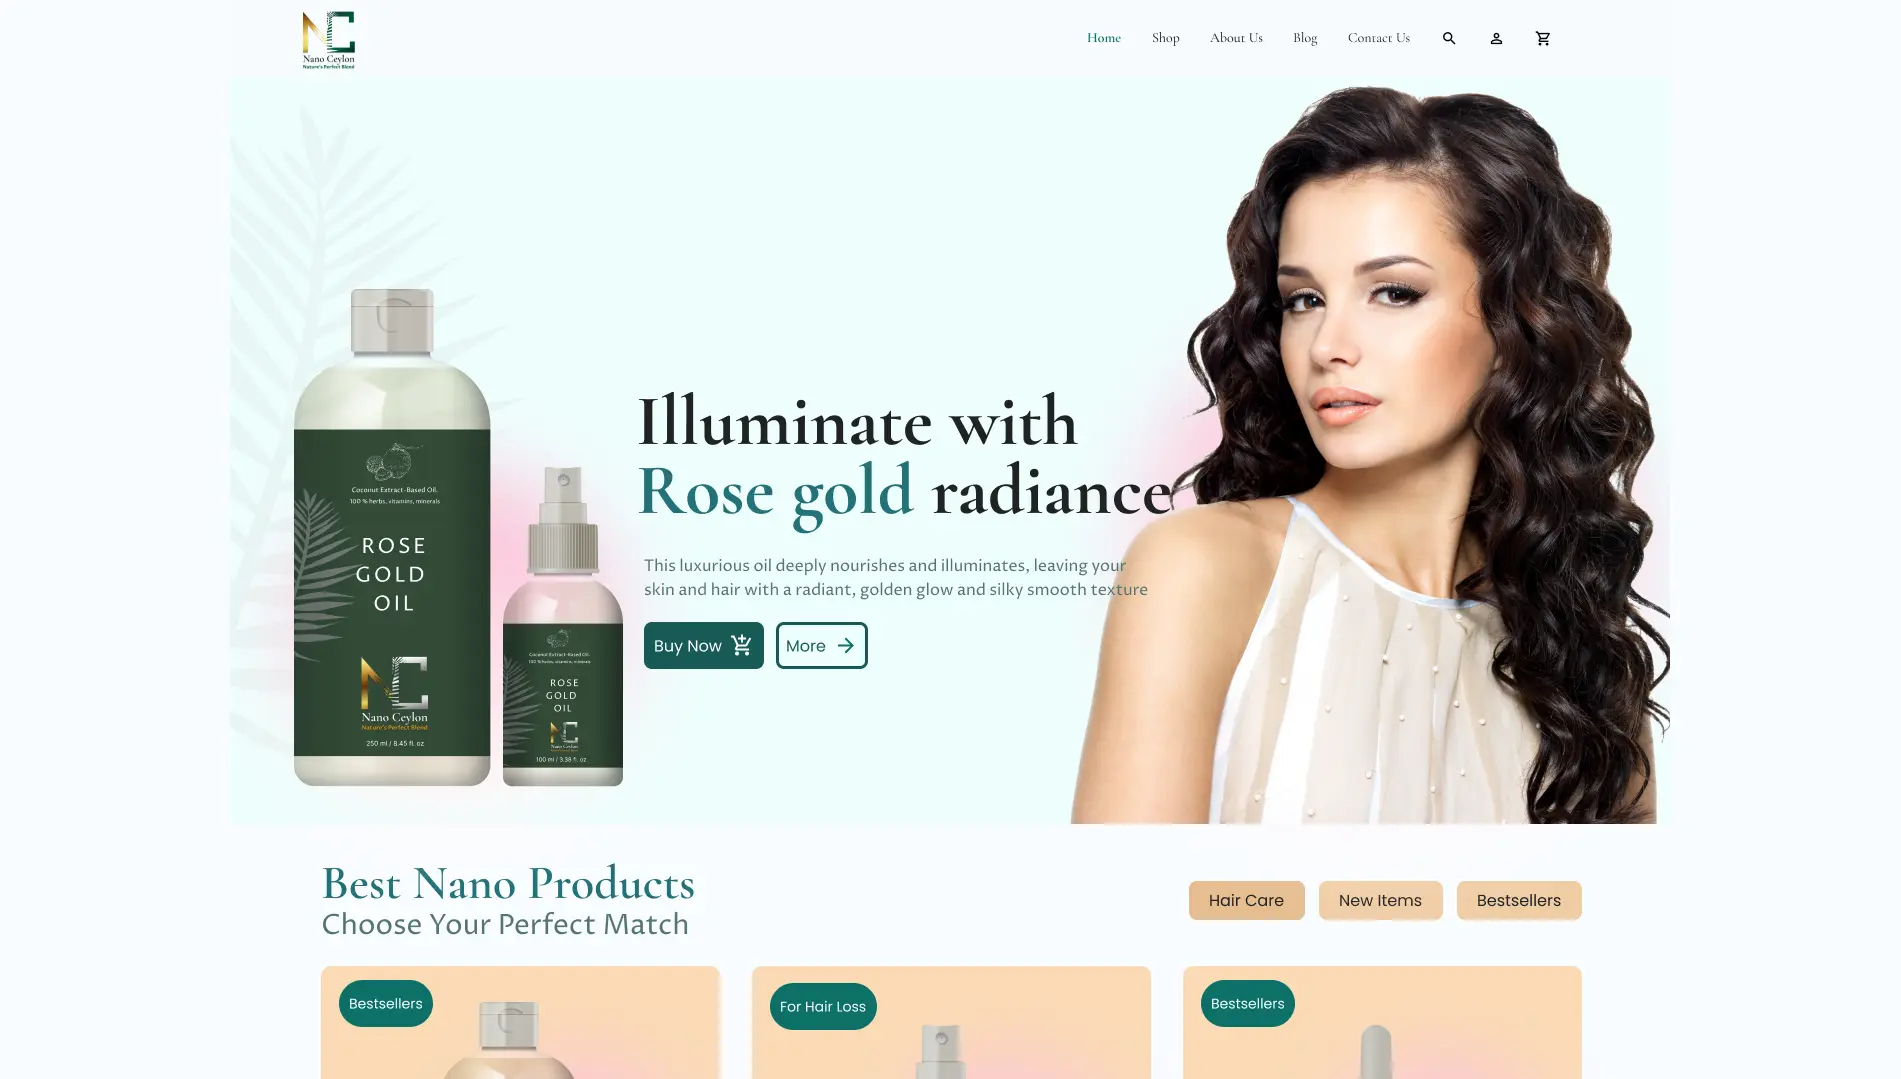 Nano Ceylon
Nature's Perfect Blend
Home
Shop
About Us
Blog
Contact Us
Illuminate with
Rose gold radiance
This luxurious oil deeply nourishes and illuminates, leaving your
skin and hair with a radiant, golden glow and silky smooth texture
Buy Now
More
Coconut Extract-Based Oil.
100 % herbs, vitamins, minerals
ROSE
GOLD
OIL
NC
Nano Ceylon
Nature's Perfect Blend
250 ml / 8.45 fl. oz
Coconut Extract-Based Oil.
100 % herbs, vitamins, minerals
ROSE
GOLD
OIL
NC
Nano Ceylon
100 ml / 3.38 fl. oz
Best Nano Products
Choose Your Perfect Match
Hair Care
New Items
Bestsellers
Bestsellers
For Hair Loss
Bestsellers